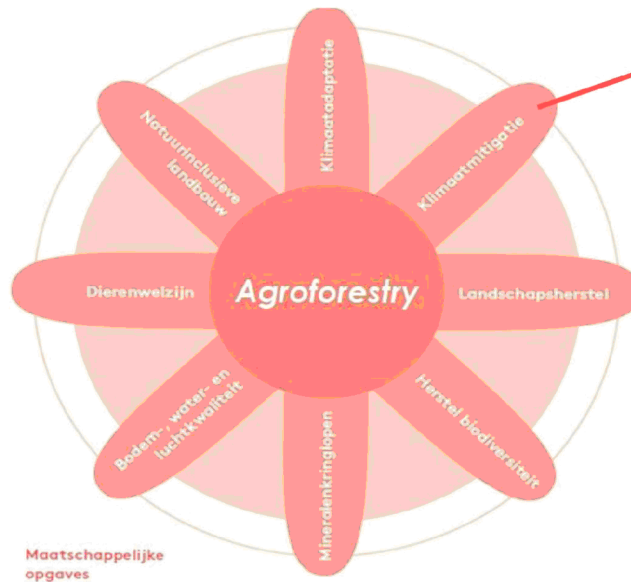 Klimaatadaptatie
Klimaatmitigatie
Landschapsherstel
Herstel biodiversiteit
Mineralenkringlopen
Bodem-, water- en
luchtkwaliteit
Dierenwelzijn
Natuurinclusieve
landbouw
Agroforestry
Maatschappelijke
opgaves